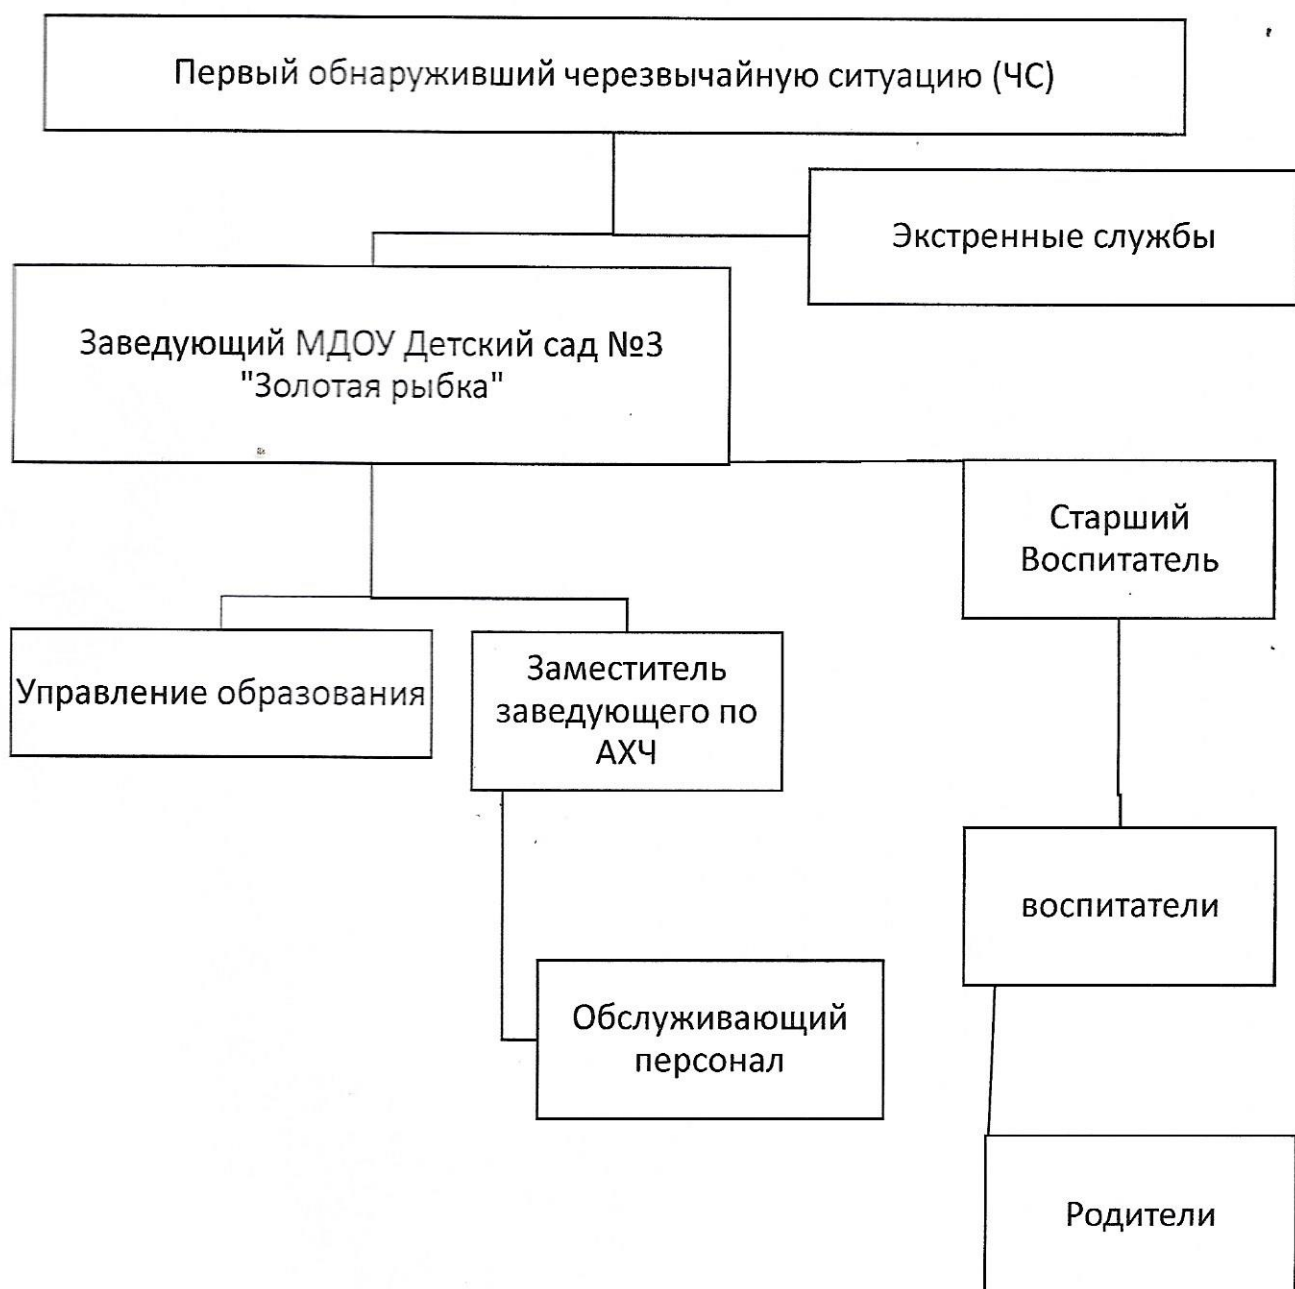 Первый обнаруживший черезвычайную ситуацию (ЧС)
Экстренные службы
Заведующий МДОУ Детский сад №3
"Золотая рыбка"
Старший
Воспитатель
Управление образования
Заместитель
заведующего по
АХЧ
воспитатели
Обслуживающий
персонал
Родители